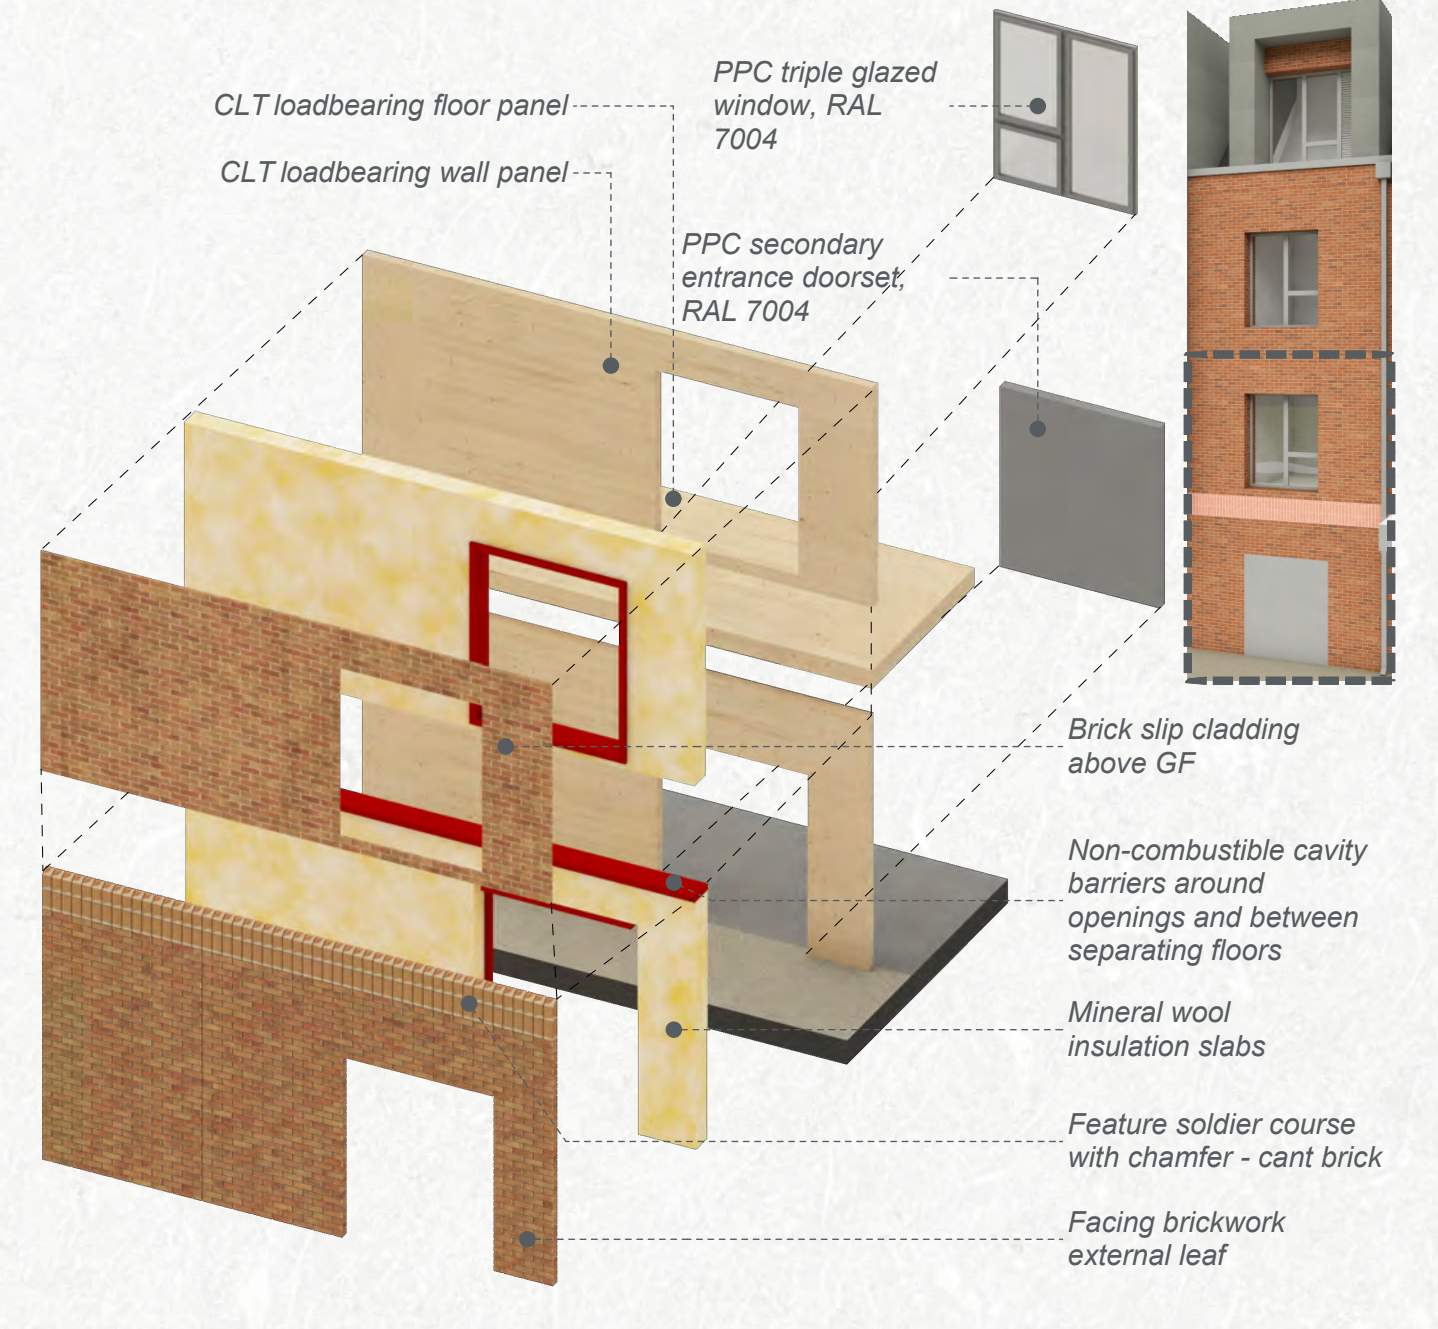 PPC triple glazed
window, RAL
7004
CLT loadbearing floor panel
CLT loadbearing wall panel
PPC secondary
entrance doorset,
RAL 7004
Brick slip cladding
above GF
Non-combustible cavity
barriers around
openings and between
separating floors
Mineral wool
insulation slabs
Feature soldier course
with chamfer - cant brick
Facing brickwork
external leaf